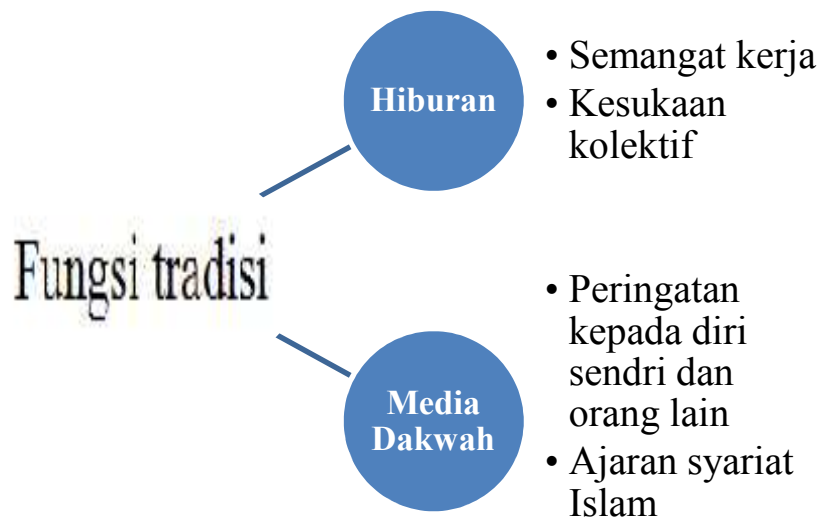 Fungsi tradisi
Hiburan
• Semangat kerja
• Kesukaan
kolektif
Media
Dakwah
• Peringatan
kepada diri
sendri dan
orang lain
• Ajaran syariat
Islam